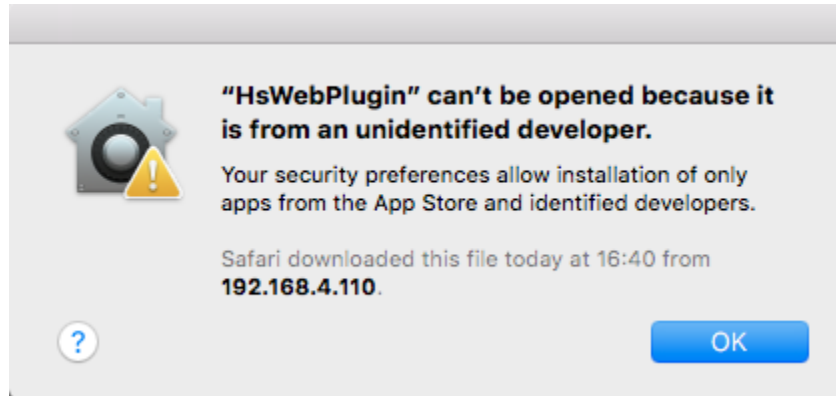 “HsWebPlugin” can’t be opened because it
is from an unidentified developer.
Your security preferences allow installation of only
apps from the App Store and identified developers.
Safari downloaded this file today at 16:40 from
192.168.4.110.
?
OK